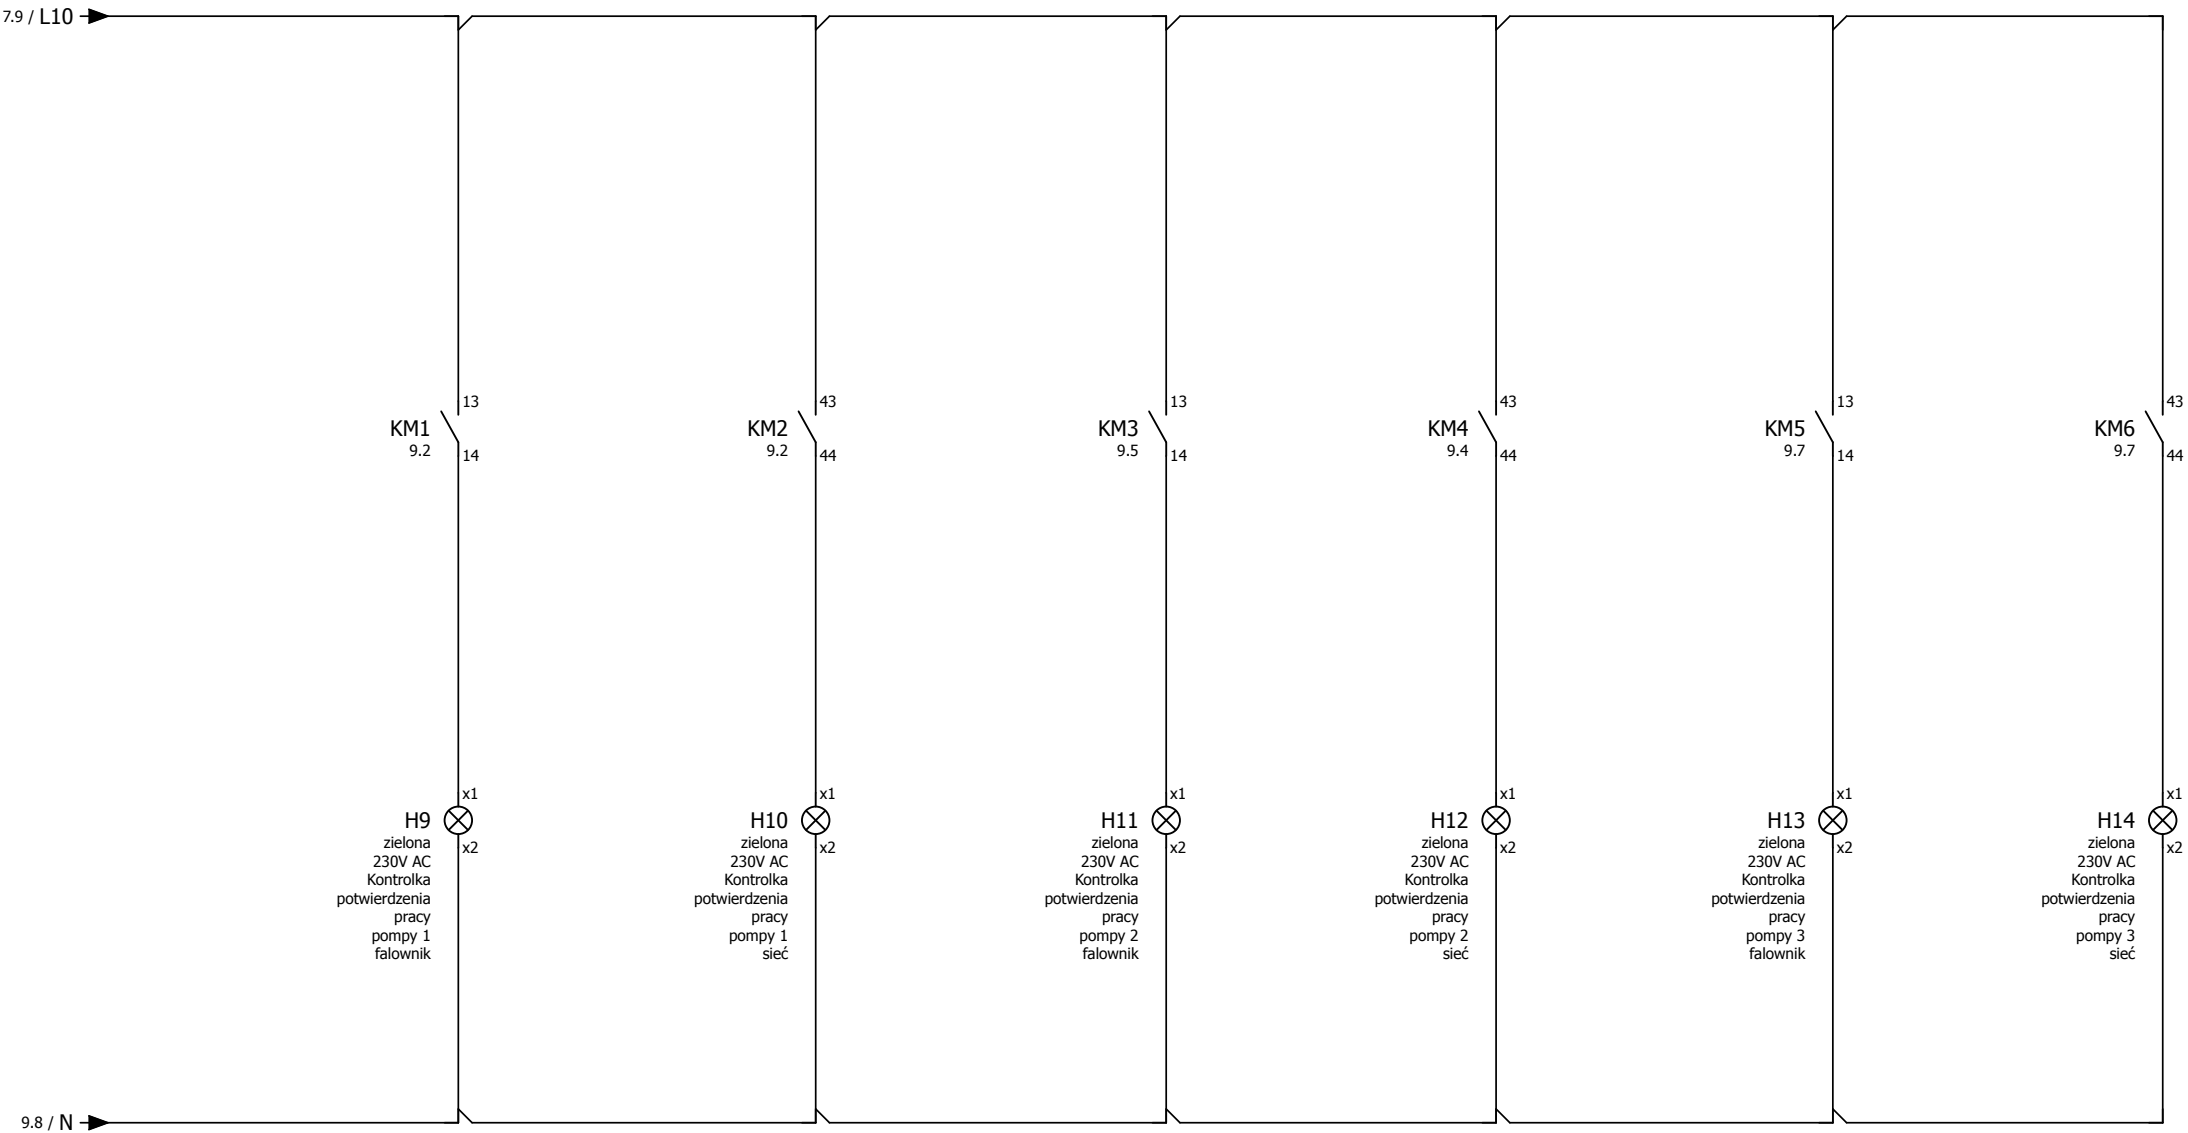 7.9 / L10
13
KM1
9.2
14
43
KM2
9.2
44
13
KM3
9.5
14
43
KM4
9.4
44
13
KM5
9.7
14
43
KM6
9.7
44
x1
H9
x2
zielona
230V AC
Kontrolka
potwierdzenia
pracy
pompy 1
falownik
x1
H10
x2
zielona
230V AC
Kontrolka
potwierdzenia
pracy
pompy 1
sieć
x1
H11
x2
zielona
230V AC
Kontrolka
potwierdzenia
pracy
pompy 2
falownik
x1
H12
x2
zielona
230V AC
Kontrolka
potwierdzenia
pracy
pompy 2
sieć
x1
H13
x2
zielona
230V AC
Kontrolka
potwierdzenia
pracy
pompy 3
falownik
x1
H14
x2
zielona
230V AC
Kontrolka
potwierdzenia
pracy
pompy 3
sieć
9.8 / N